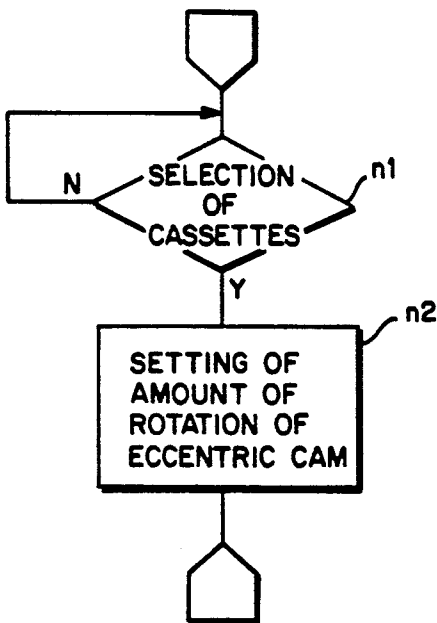 SELECTION
OF
CASSETTES
n1
N
Y
n2
SETTING OF
AMOUNT OF
ROTATION OF
ECCENTRIC CAM